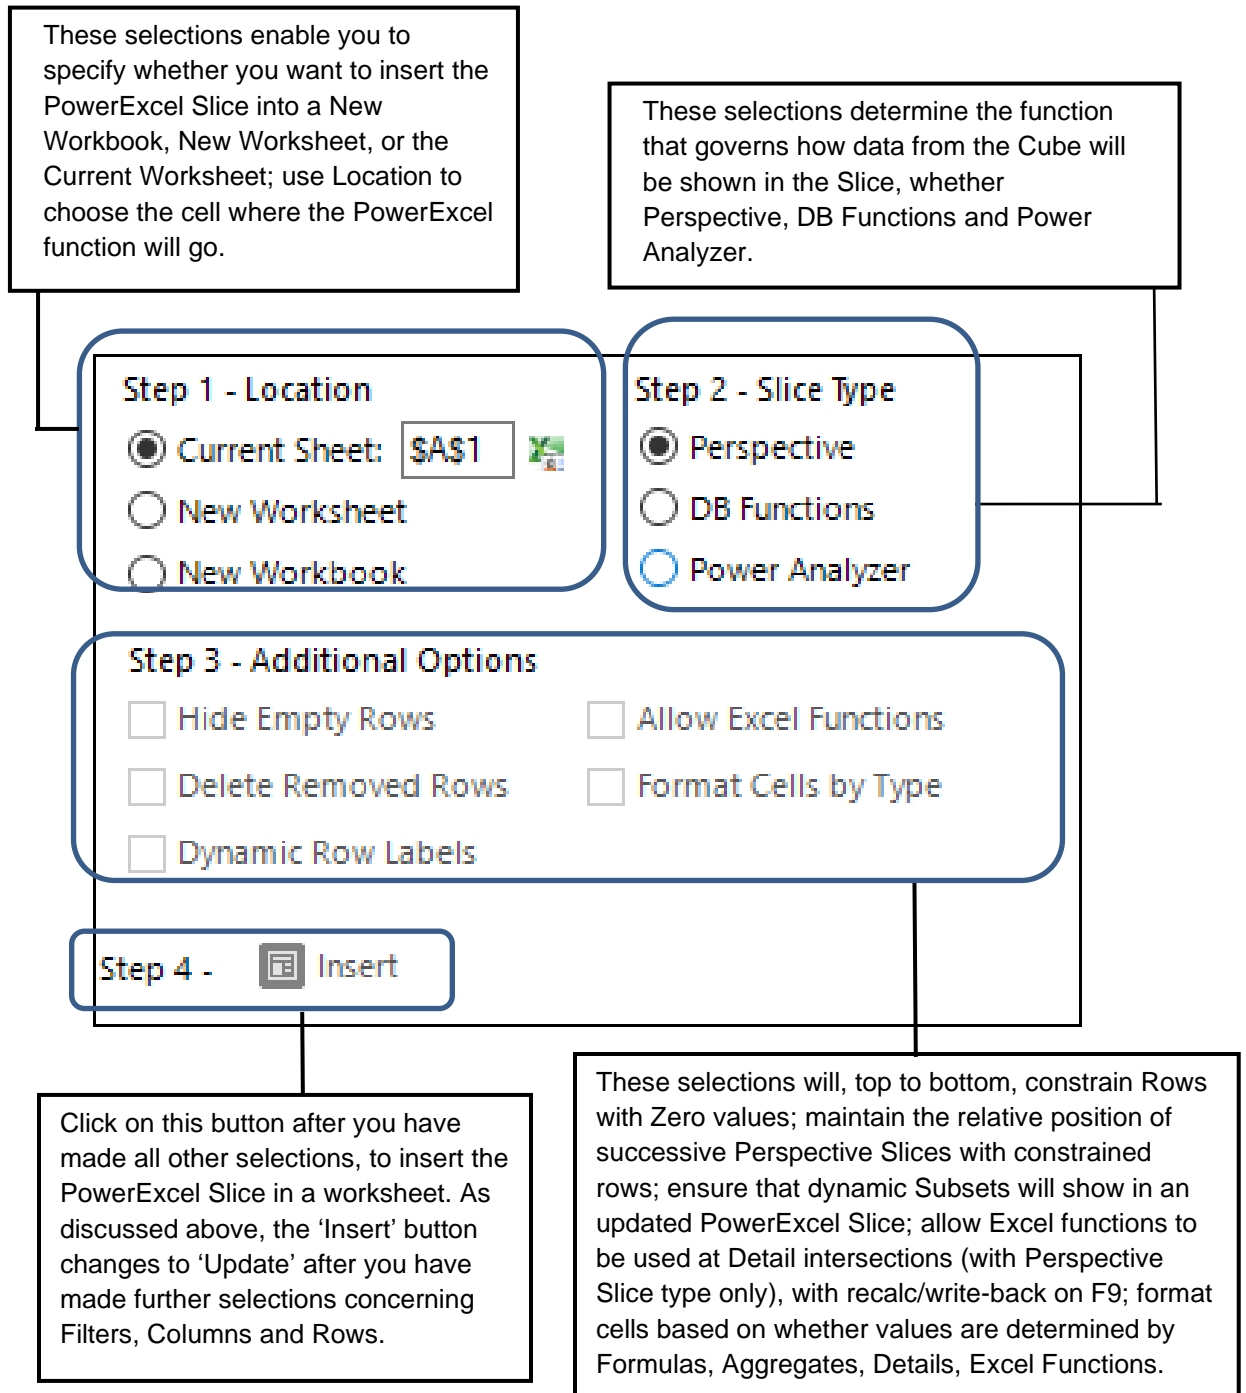 These selections enable you to
specify whether you want to insert the
PowerExcel Slice into a New
Workbook, New Worksheet, or the
Current Worksheet; use Location to
choose the cell where the PowerExcel
function will go.
These selections determine the function
that governs how data from the Cube will
be shown in the Slice, whether
Perspective, DB Functions and Power
Analyzer.
Step 1 - Location
Current Sheet: $A$1
New Worksheet
New Workbook
Step 2 - Slice Type
Perspective
DB Functions
Power Analyzer
Step 3 - Additional Options
Hide Empty Rows
Delete Removed Rows
Dynamic Row Labels
Allow Excel Functions
Format Cells by Type
Step 4 - Insert
Click on this button after you have
made all other selections, to insert the
PowerExcel Slice in a worksheet. As
discussed above, the ‘Insert’ button
changes to ‘Update’ after you have
made further selections concerning
Filters, Columns and Rows.
These selections will, top to bottom, constrain Rows
with Zero values; maintain the relative position of
successive Perspective Slices with constrained
rows; ensure that dynamic Subsets will show in an
updated PowerExcel Slice; allow Excel functions to
be used at Detail intersections (with Perspective
Slice type only), with recalc/write-back on F9; format
cells based on whether values are determined by
Formulas, Aggregates, Details, Excel Functions.